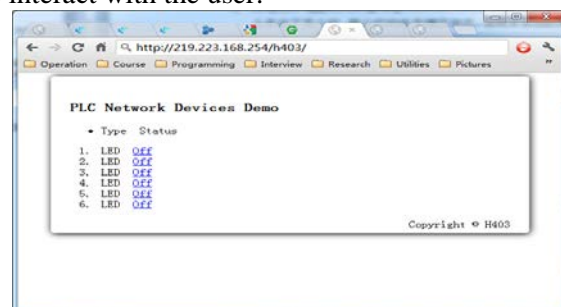 interact with the user.
http://219.223.168.254/h403/
Operation Course Programming Interview Research Utilities Pictures
PLC Network Devices Demo
• Type Status
1. LED Off
2. LED Off
3. LED Off
4. LED Off
5. LED Off
6. LED Off
Copyright © H403